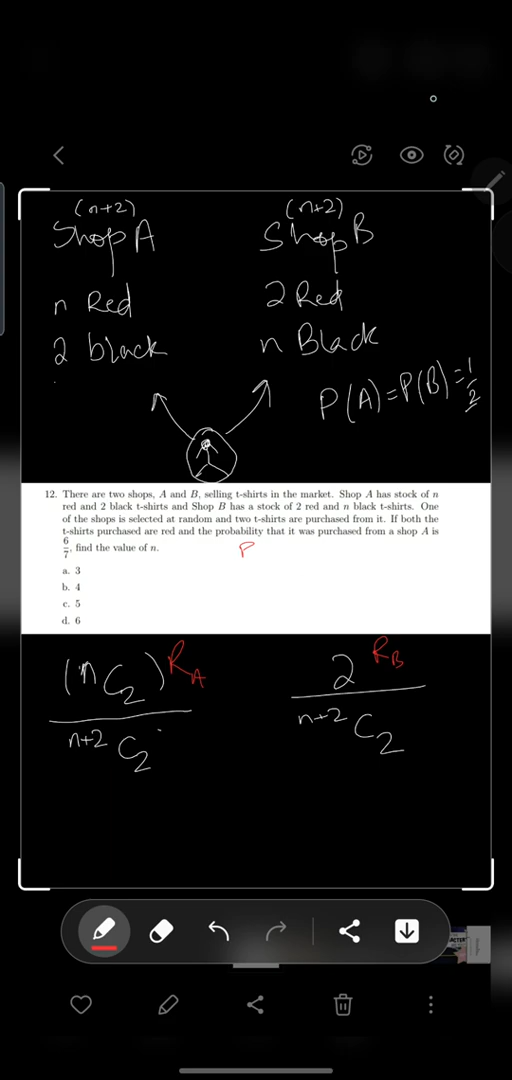 (n+2)
(n+2)
Shop A
Shop B
n Red
2 Red
2 black
n Black
P(A)=P(B)=1/2
12. There are two shops, A and B, selling t-shirts in the market. Shop A has stock of n
red and 2 black t-shirts and Shop B has a stock of 2 red and n black t-shirts. One
of the shops is selected at random and two t-shirts are purchased from it. If both the
t-shirts purchased are red and the probability that it was purchased from a shop A is
6/7, find the value of n.
P
a. 3
b. 4
c. 5
d. 6
(nC2) RA
2 RB
n+2 C2
n+2 C2